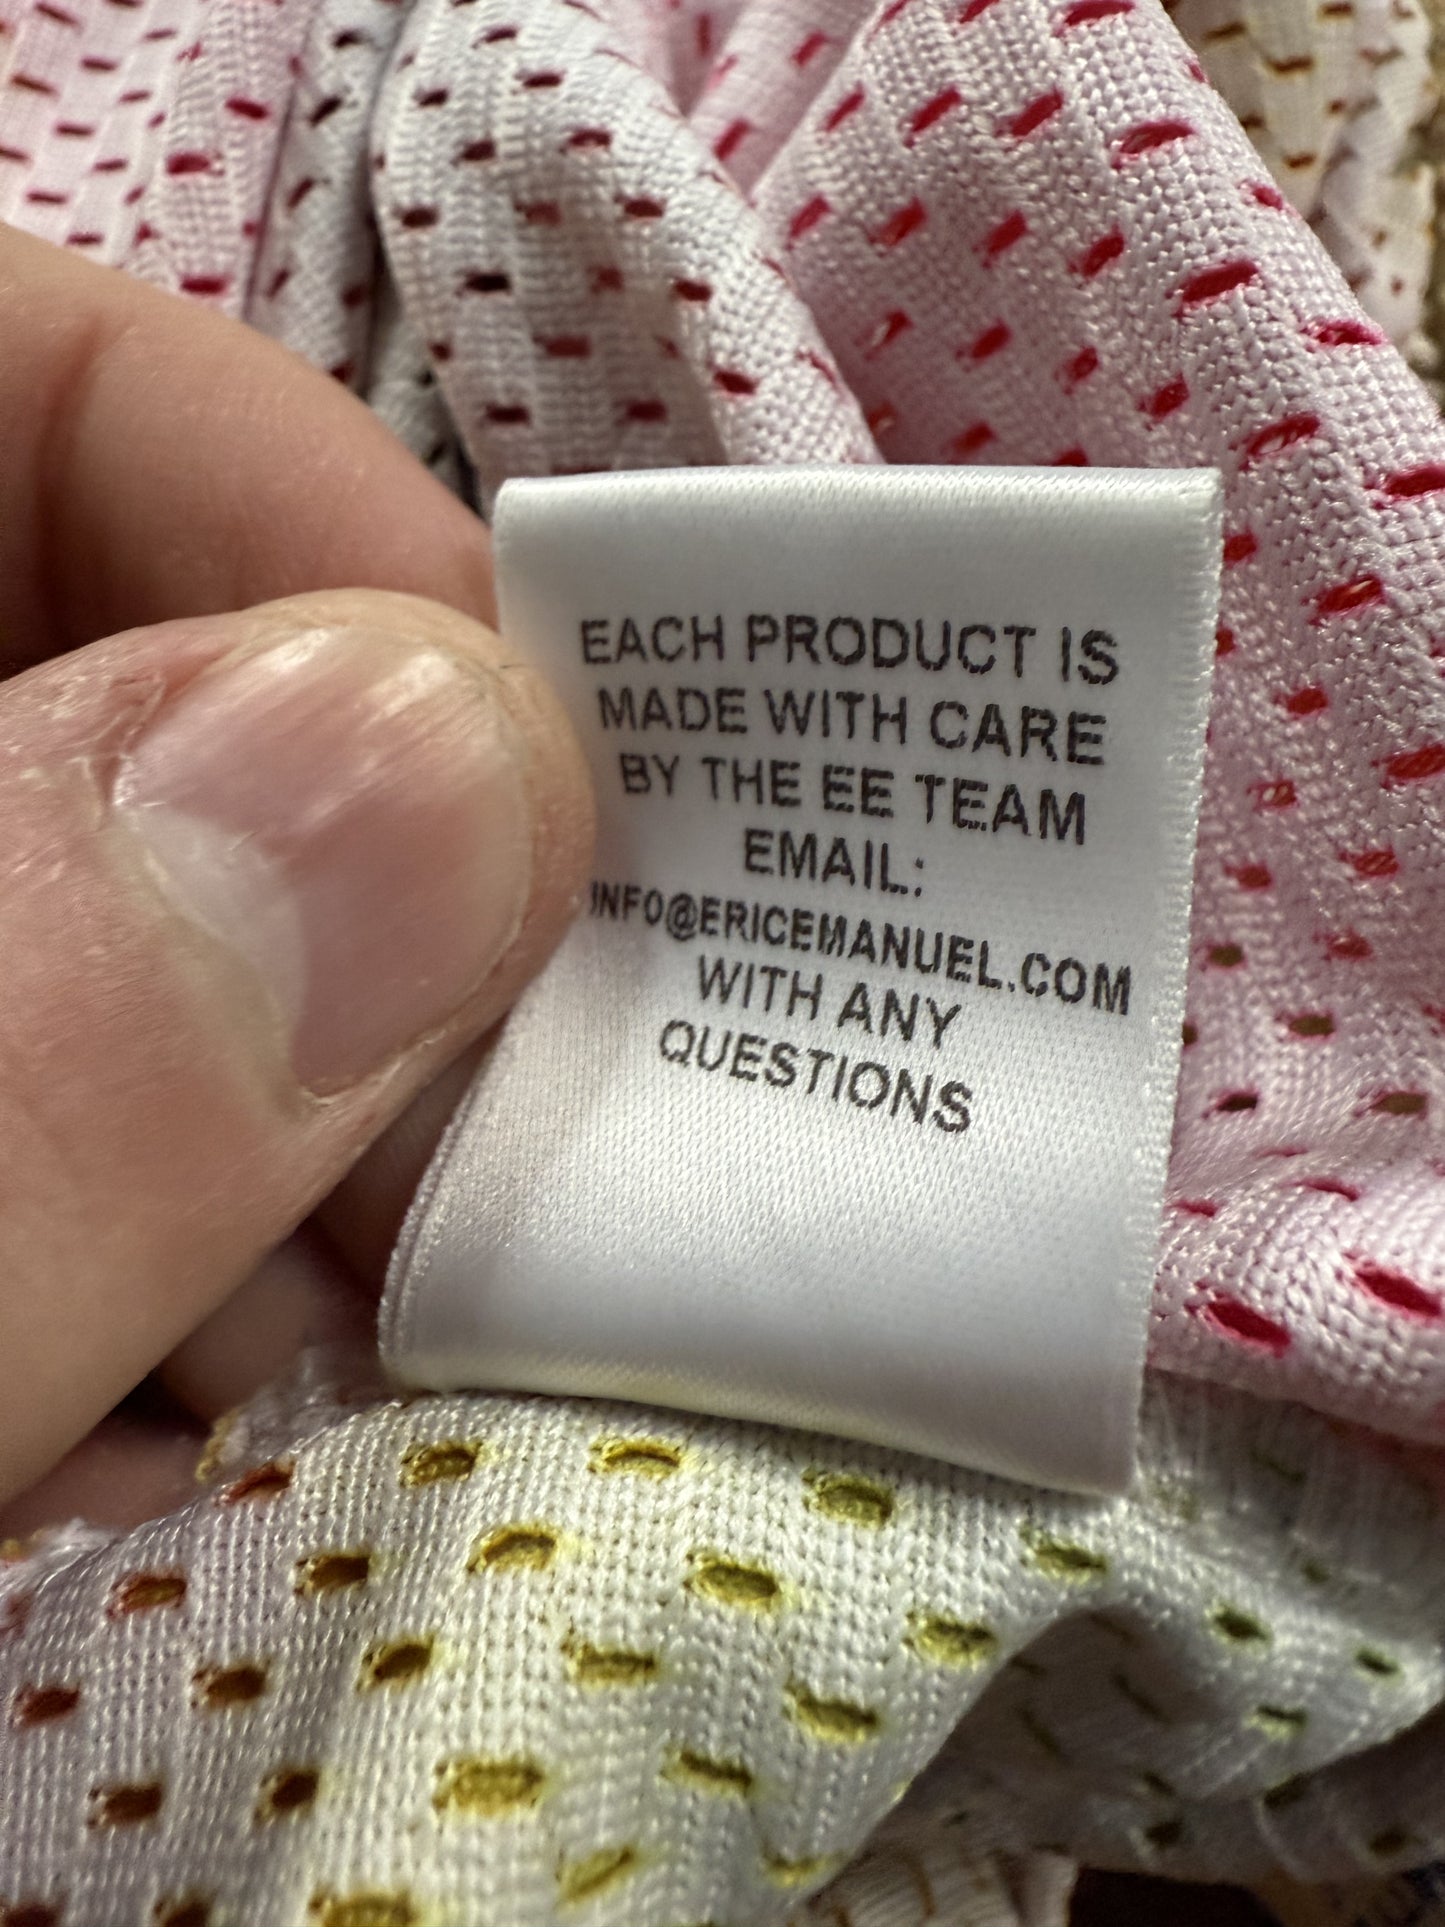 EACH PRODUCT IS
MADE WITH CARE
BY THE EE TEAM
EMAIL:
INFO@ERICEMANUEL.COM
WITH ANY
QUESTIONS